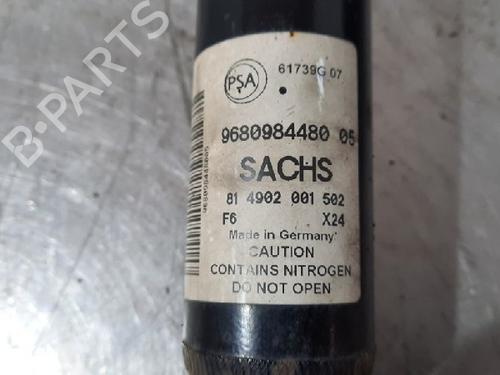 PSA
61739G 07
9680984480 05
SACHS
81 4902 001 502
F6 X24
Made in Germany
CAUTION
CONTAINS NITROGEN
DO NOT OPEN